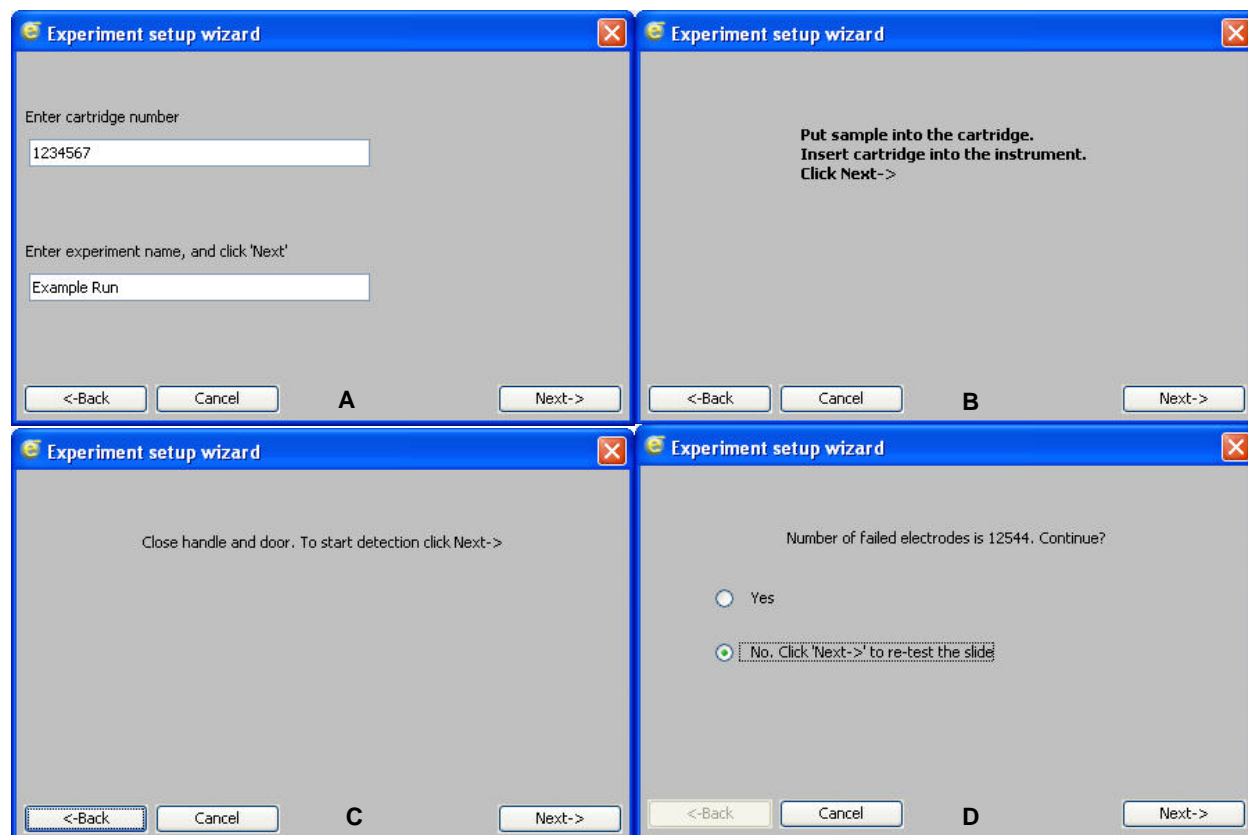 Experiment setup wizard
Enter cartridge number
1234567
Enter experiment name, and click 'Next'
Example Run
<-Back
Cancel
A
Next->
Experiment setup wizard
Put sample into the cartridge.
Insert cartridge into the instrument.
Click Next->
<-Back
Cancel
B
Next->
Experiment setup wizard
Close handle and door. To start detection click Next->
<-Back
Cancel
C
Next->
Experiment setup wizard
Number of failed electrodes is 12544. Continue?
Yes
No. Click 'Next->' to re-test the slide
<-Back
Cancel
D
Next->